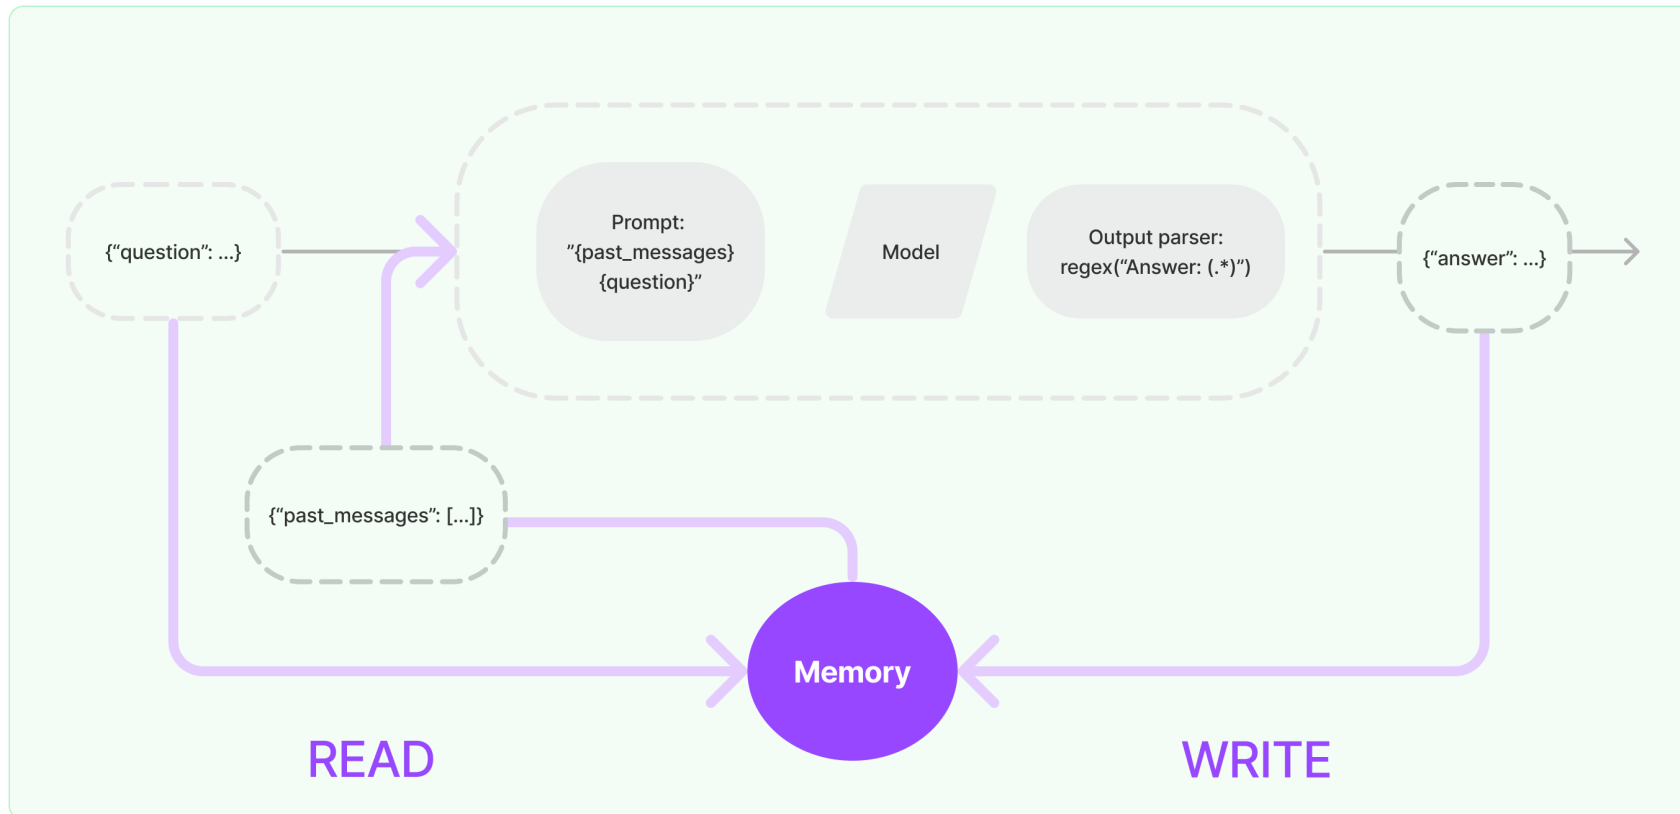 {“question”: ...}
Prompt:
”{past_messages}
{question}”
Model
Output parser:
regex(“Answer: (.*)”)
{“answer”: ...}
{“past_messages”: [...]}
Memory
READ
WRITE